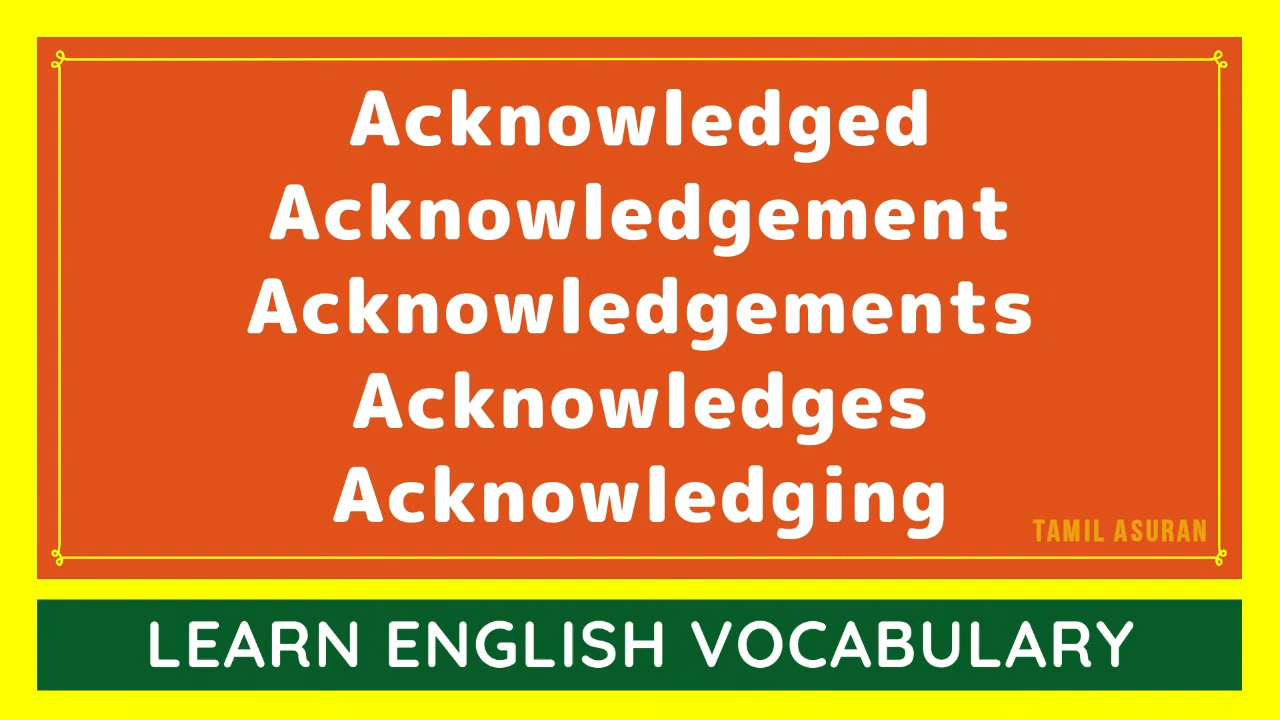 Acknowledged
Acknowledgement
Acknowledgements
Acknowledges
Acknowledging
TAMIL ASURAN
LEARN ENGLISH VOCABULARY